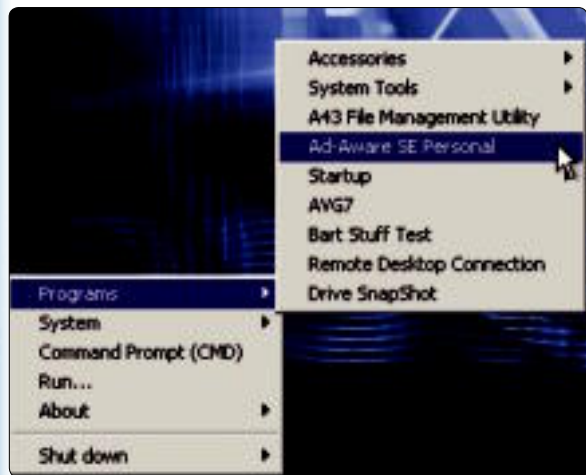 Accessories
System Tools
A43 File Management Utility
Ad-Aware SE Personal
Startup
AVG7
Bart Stuff Test
Remote Desktop Connection
Drive SnapShot
Programs
System
Command Prompt (CMD)
Run...
About
Shut down